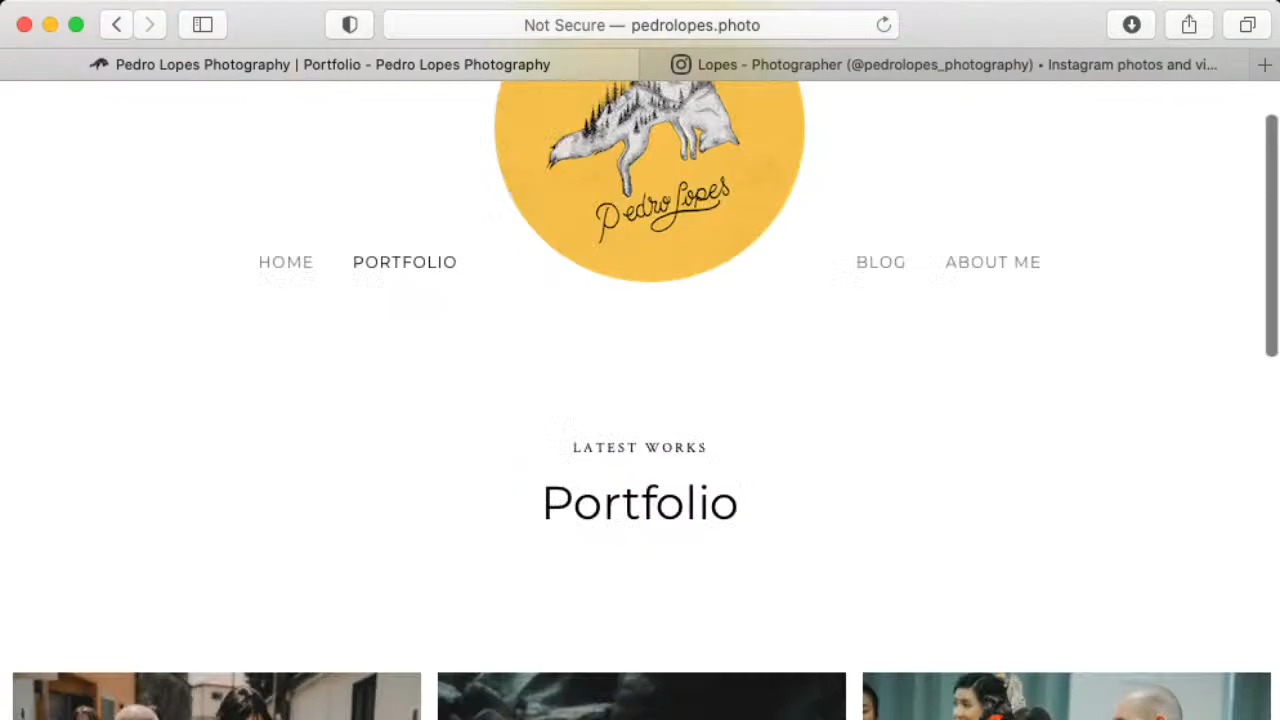 Not Secure — pedrolopes.photo
Pedro Lopes Photography | Portfolio - Pedro Lopes Photography
Lopes - Photographer (@pedrolopes_photography) • Instagram photos and vi...
Pedro Lopes
HOME PORTFOLIO BLOG ABOUT ME
LATEST WORKS
Portfolio